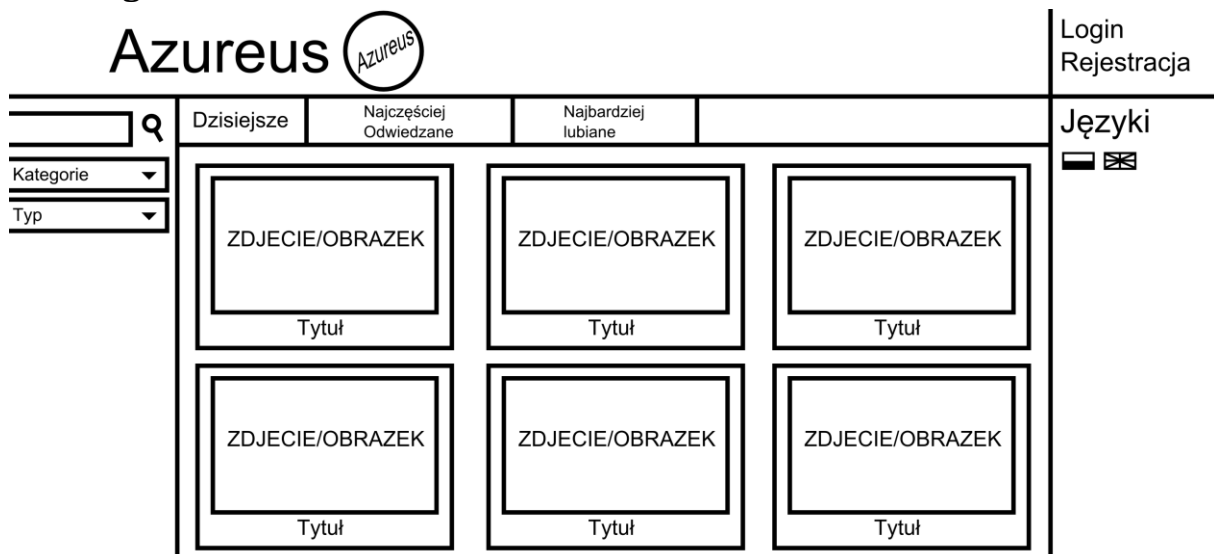 Azureus
Azureus
Login
Rejestracja
Dzisiejsze
Najczęściej
Odwiedzane
Najbardziej
lubiane
Języki
Kategorie
Typ
ZDJECIE/OBRAZEK
ZDJECIE/OBRAZEK
ZDJECIE/OBRAZEK
Tytuł
Tytuł
Tytuł
ZDJECIE/OBRAZEK
ZDJECIE/OBRAZEK
ZDJECIE/OBRAZEK
Tytuł
Tytuł
Tytuł